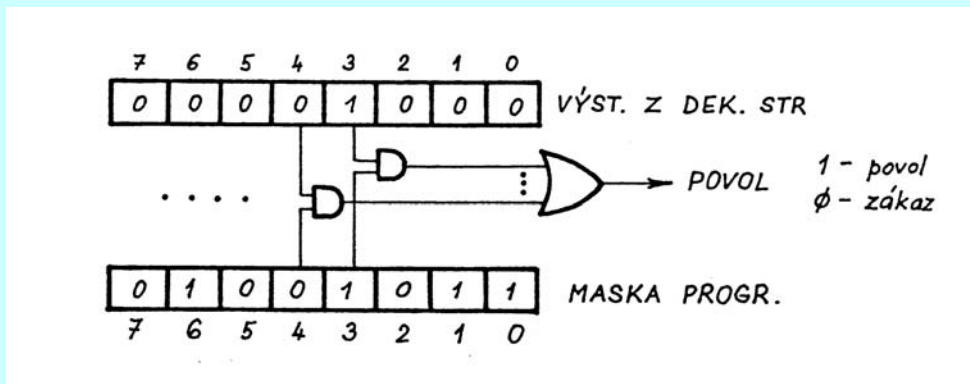 7 6 5 4 3 2 1 0
0 0 0 0 1 0 0 0 VÝST. Z DEK. STR
POVOL
1 - povol
ϕ - zákaz
0 1 0 0 1 0 1 1 MASKA PROGR.
7 6 5 4 3 2 1 0